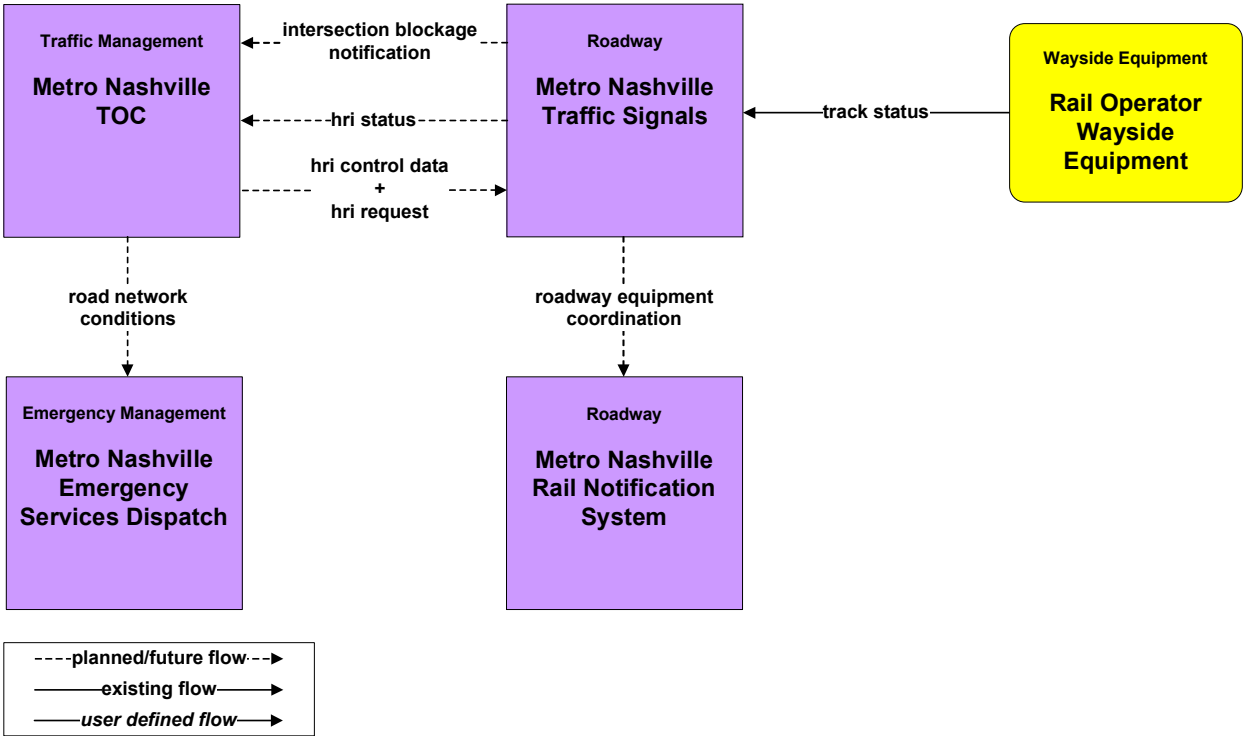 Traffic Management
Metro Nashville
TOC
intersection blockage
notification
hri status
hri control data
+
hri request
Roadway
Metro Nashville
Traffic Signals
track status
Wayside Equipment
Rail Operator
Wayside
Equipment
road network
conditions
roadway equipment
coordination
Emergency Management
Metro Nashville
Emergency
Services Dispatch
Roadway
Metro Nashville
Rail Notification
System
planned/future flow
existing flow
user defined flow